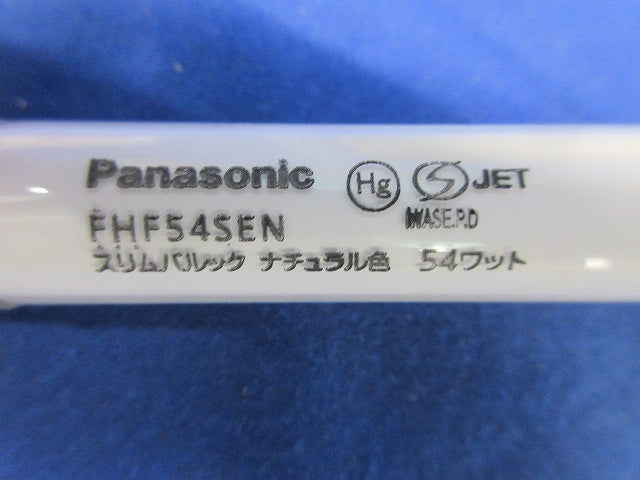 Panasonic Hg S JET
FHF54SEN IWASE.P.D
スリムパルック ナチュラル色 54ワット